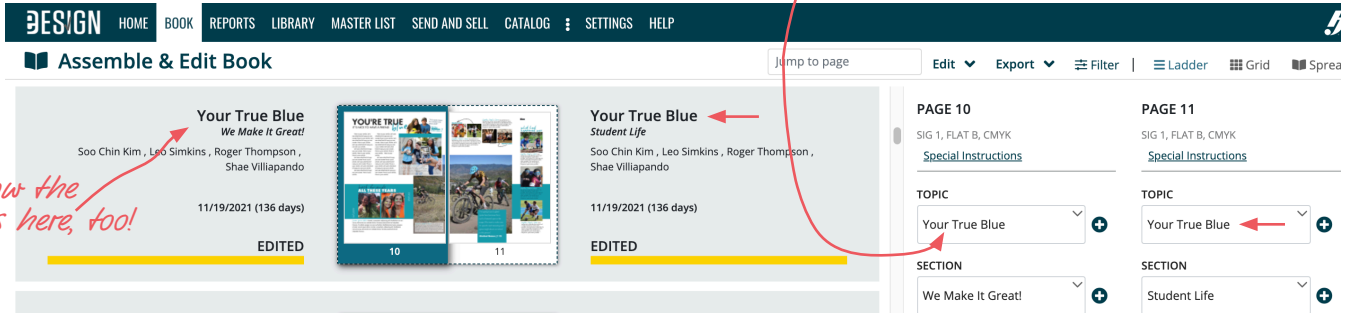 DESIGN HOME BOOK REPORTS LIBRARY MASTER LIST SEND AND SELL CATALOG SETTINGS HELP
Assemble & Edit Book
Jump to page Edit Export Filter | Ladder Grid Sprea
Your True Blue
We Make It Great!
Soo Chin Kim , Leo Simkins , Roger Thompson ,
Shae Villiapando
11/19/2021 (136 days)
EDITED
YOU'RE TRUE
ALL THESE YEARS
10
11
Your True Blue
Student Life
Soo Chin Kim , Leo Simkins , Roger Thompson ,
Shae Villiapando
11/19/2021 (136 days)
EDITED
w the
s here, too!
PAGE 10
SIG 1, FLAT B, CMYK
Special Instructions
TOPIC
Your True Blue
SECTION
We Make It Great!
PAGE 11
SIG 1, FLAT B, CMYK
Special Instructions
TOPIC
Your True Blue
SECTION
Student Life